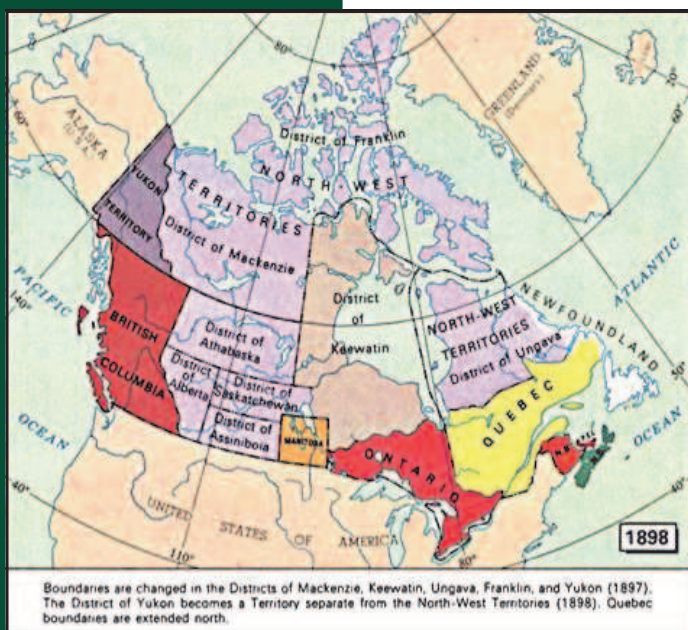 80°
70°
60°
60°
GREENLAND
(Denmark)
ALASKA
(U.S.A.)
District of Franklin
NORTH-WEST
TERRITORIES
YUKON
TERRITORY
District of Mackenzie
PACIFIC
OCEAN
140°
ATLANTIC
OCEAN
District
of
Keewatin
NORTH-WEST
TERRITORIES
District of Ungava
NEWFOUNDLAND
50°
BRITISH
COLUMBIA
District of
Athabaska
District
of
Alberta
District of
Saskatchewan
District of
Assiniboia
MANITOBA
ONTARIO
QUEBEC
N.B.
P.E.I.
N.S.
40°
40°
UNITED STATES OF AMERICA
110°
80°
1898
Boundaries are changed in the Districts of Mackenzie, Keewatin, Ungava, Franklin, and Yukon (1897).
The District of Yukon becomes a Territory separate from the North-West Territories (1898). Quebec
boundaries are extended north.